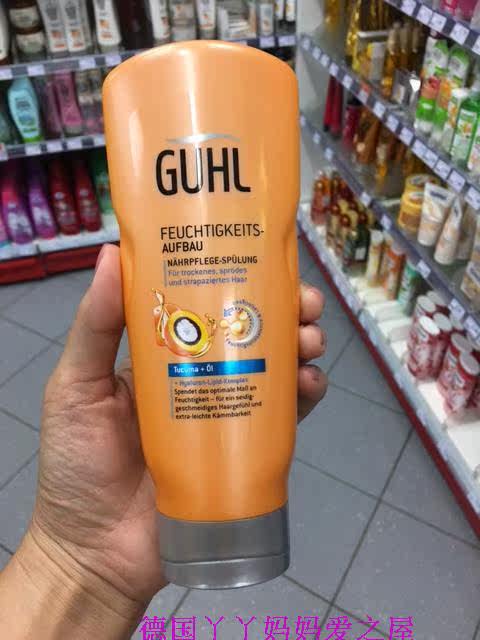 GUHL
FEUCHTIGKEITS-
AUFBAU
NÄHRPFLEGE-SPÜLUNG
Für trockenes, sprödes
und strapaziertes Haar
Tucuma + Öl
+ Hyaluron-Lipid-Komplex
Spendet das optimale Maß an
Feuchtigkeit – für ein seidig-
geschmeidiges Haargefühl und
extra-leichte Kämmbarkeit
德国丫丫妈妈爱之屋